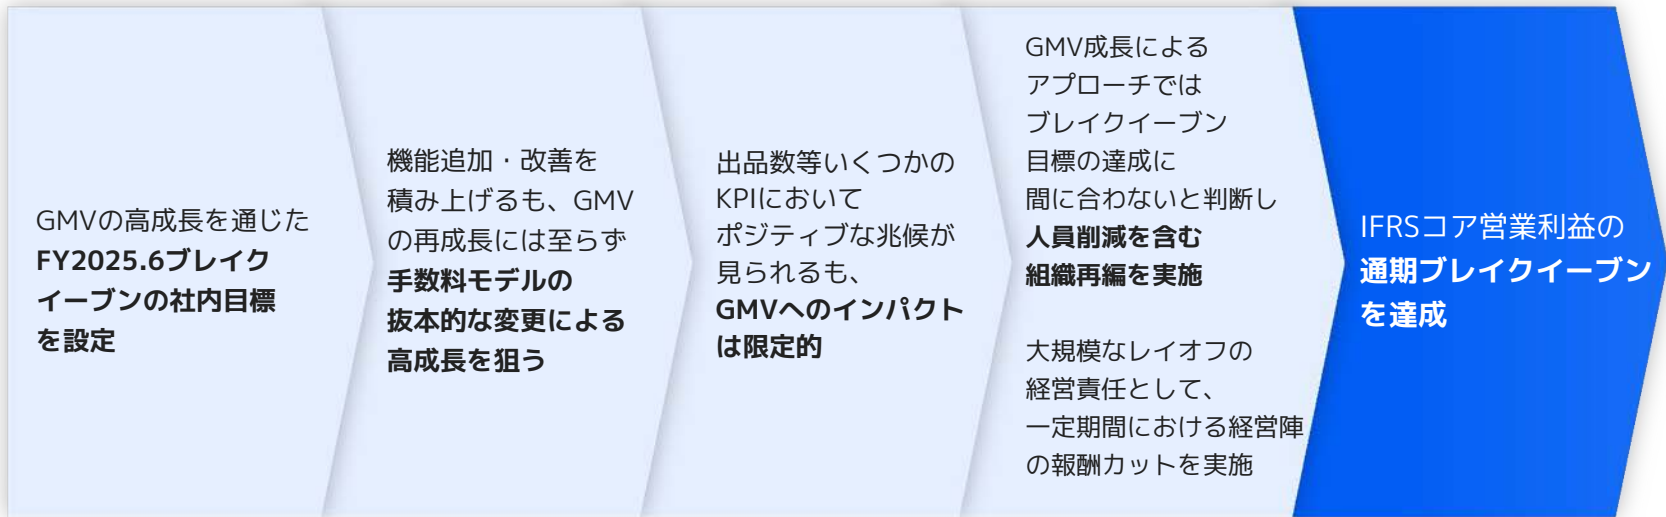 GMVの高成長を通じた
FY2025.6ブレイク
イーブンの社内目標
を設定
機能追加・改善を
積み上げるも、GMV
の再成長には至らず
手数料モデルの
抜本的な変更による
高成長を狙う
出品数等いくつかの
KPIにおいて
ポジティブな兆候が
見られるも、
GMVへのインパクト
は限定的
GMV成長による
アプローチでは
ブレイクイーブン
目標の達成に
間に合わないと判断し
人員削減を含む
組織再編を実施
大規模なレイオフの
経営責任として、
一定期間における経営陣
の報酬カットを実施
IFRSコア営業利益の
通期ブレイクイーブン
を達成